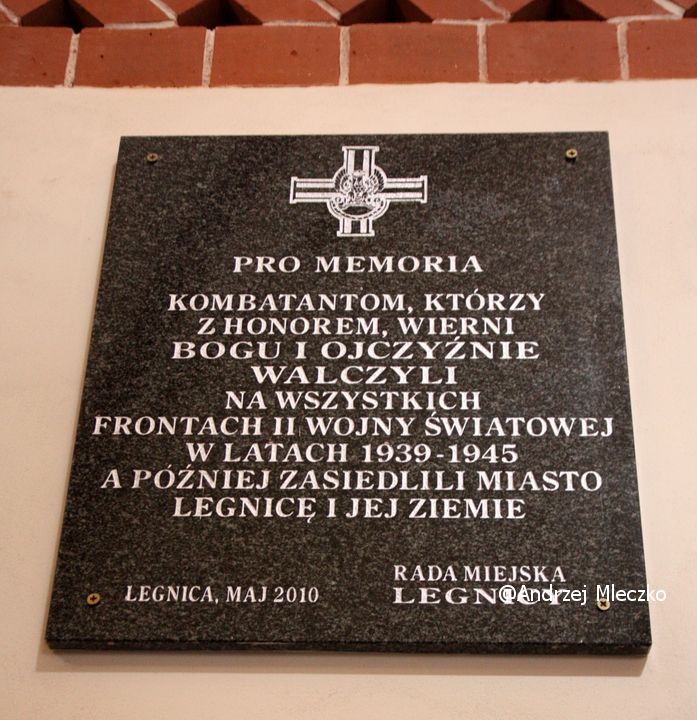 PRO MEMORIA
KOMBATANTOM, KTÓRZY
Z HONOREM, WIERNI
BOGU I OJCZYŹNIE
WALCZYLI
NA WSZYSTKICH
FRONTACH II WOJNY ŚWIATOWEJ
W LATACH 1939-1945
A PÓŹNIEJ ZASIEDLILI MIASTO
LEGNICĘ I JEJ ZIEMIE
LEGNICA, MAJ 2010
RADA MIEJSKA
LEGNICY
@Andrzej Mleczko